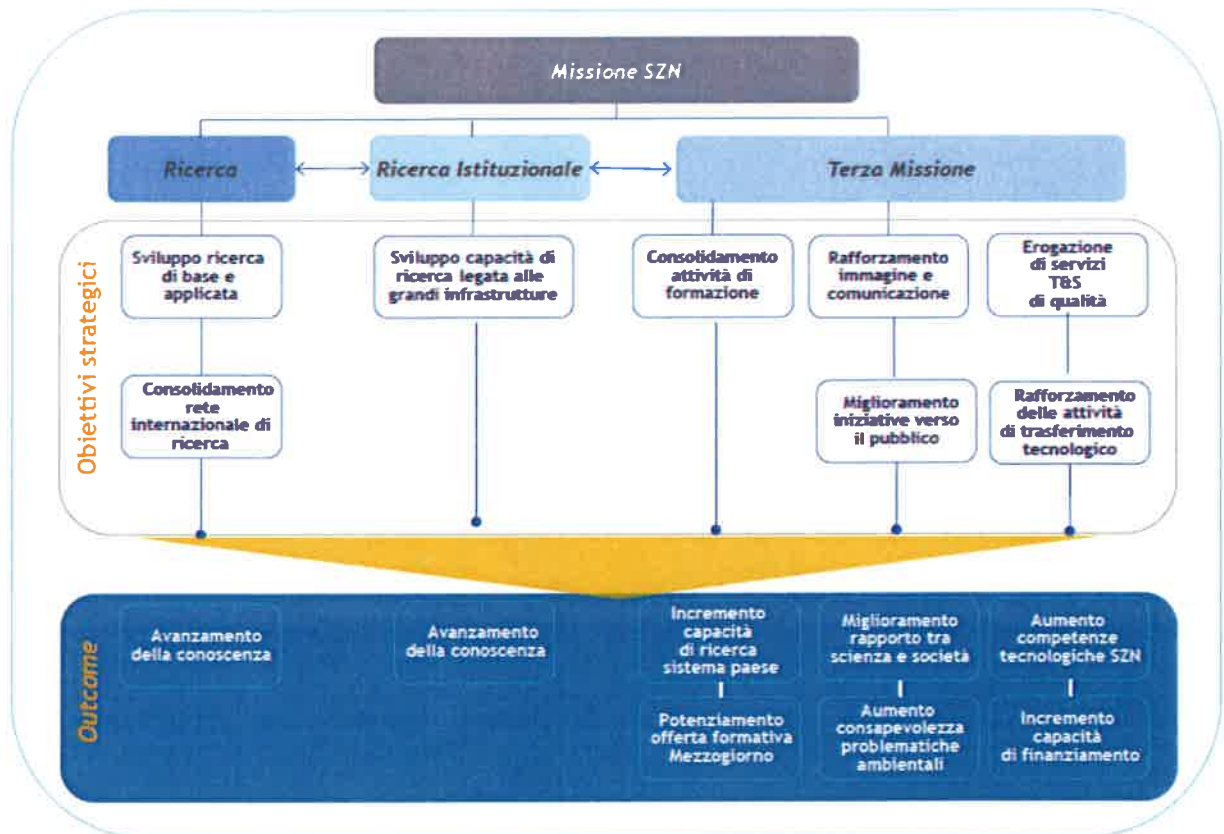 Missione SZN
Ricerca
Ricerca Istituzionale
Terza Missione
Obiettivi strategici
Sviluppo ricerca
di base e
applicata
Sviluppo capacità di
ricerca legata alle
grandi infrastrutture
Consolidamento
attività di
formazione
Rafforzamento
immagine e
comunicazione
Erogazione
di servizi
T&S
di qualità
Consolidamento
rete
internazionale di
ricerca
Miglioramento
iniziative verso
il pubblico
Rafforzamento
delle attività
di trasferimento
tecnologico
Outcome
Avanzamento
della conoscenza
Avanzamento
della conoscenza
Incremento
capacità
di ricerca
sistema paese
Miglioramento
rapporto tra
scienza e società
Aumento
competenze
tecnologiche SZN
Potenziamento
offerta formativa
Mezzogiorno
Aumento
consapevolezza
problematiche
ambientali
Incremento
capacità
di finanziamento